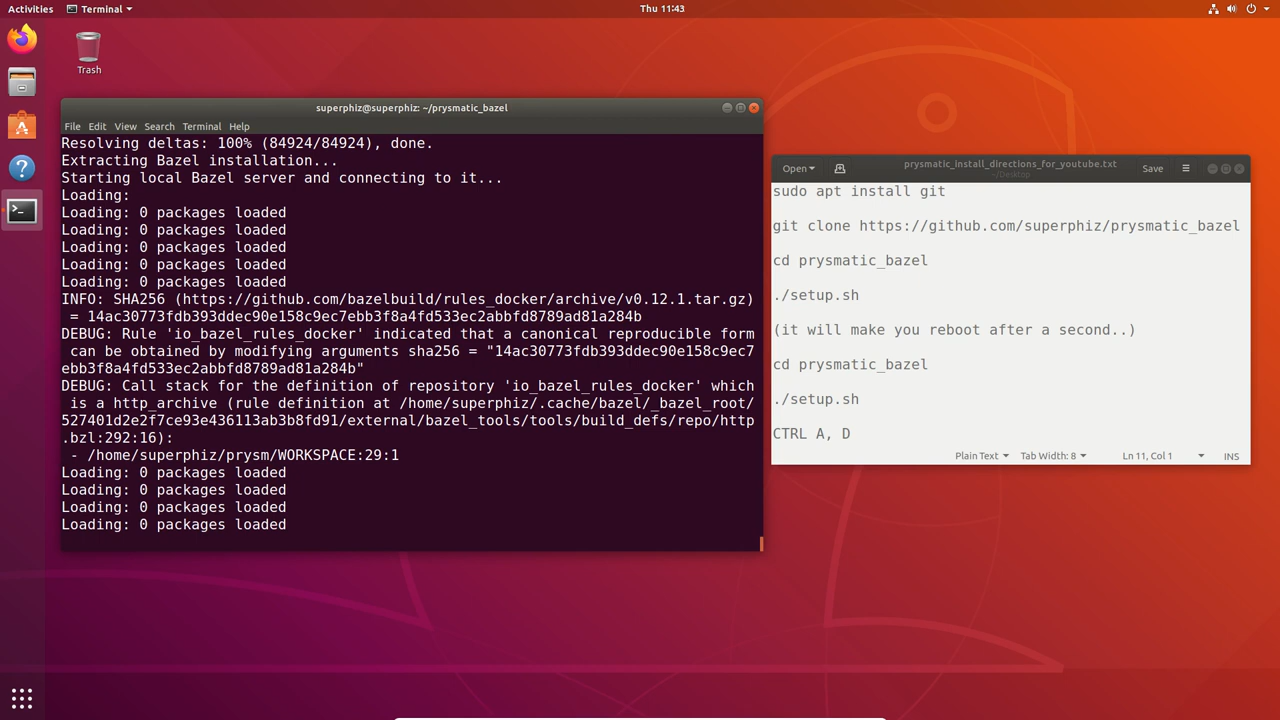 Activities
Terminal
Thu 11:43
Trash
superphiz@superphiz: ~/prysmatic_bazel
File Edit View Search Terminal Help
Resolving deltas: 100% (84924/84924), done.
Extracting Bazel installation...
Starting local Bazel server and connecting to it...
Loading:
Loading: 0 packages loaded
Loading: 0 packages loaded
Loading: 0 packages loaded
Loading: 0 packages loaded
Loading: 0 packages loaded
INFO: SHA256 (https://github.com/bazelbuild/rules_docker/archive/v0.12.1.tar.gz)
= 14ac30773fdb393ddec90e158c9ec7ebb3f8a4fd533ec2abbfd8789ad81a284b
DEBUG: Rule 'io_bazel_rules_docker' indicated that a canonical reproducible form
can be obtained by modifying arguments sha256 = "14ac30773fdb393ddec90e158c9ec7
ebb3f8a4fd533ec2abbfd8789ad81a284b"
DEBUG: Call stack for the definition of repository 'io_bazel_rules_docker' which
is a http_archive (rule definition at /home/superphiz/.cache/bazel/_bazel_root/
527401d2e2f7ce93e436113ab3b8fd91/external/bazel_tools/tools/build_defs/repo/http
.bzl:292:16):
- /home/superphiz/prysm/WORKSPACE:29:1
Loading: 0 packages loaded
Loading: 0 packages loaded
Loading: 0 packages loaded
Loading: 0 packages loaded
Open
prysmatic_install_directions_for_youtube.txt
~/Desktop
Save
sudo apt install git
git clone https://github.com/superphiz/prysmatic_bazel
cd prysmatic_bazel
./setup.sh
(it will make you reboot after a second..)
cd prysmatic_bazel
./setup.sh
CTRL A, D
Plain Text Tab Width: 8 Ln 11, Col 1 INS